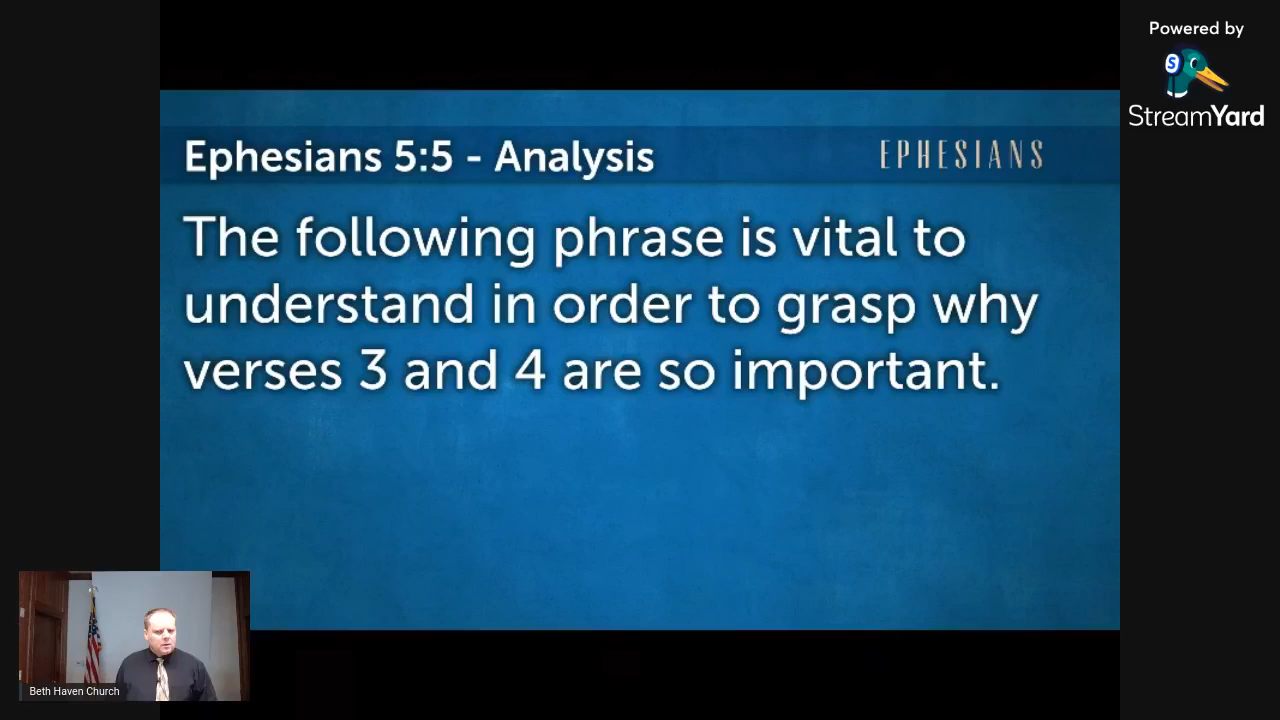 Powered by
S
StreamYard
Ephesians 5:5 - Analysis
EPHESIANS
The following phrase is vital to
understand in order to grasp why
verses 3 and 4 are so important.
Beth Haven Church